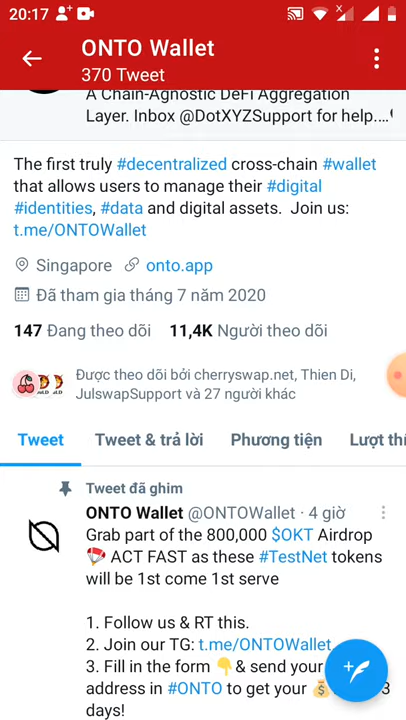 20:17
ONTO Wallet
370 Tweet
A Chain-Agnostic DeFi Aggregation
Layer. Inbox @DotXYZSupport for help....
The first truly #decentralized cross-chain #wallet
that allows users to manage their #digital
#identities, #data and digital assets. Join us:
t.me/ONTOWallet
Singapore onto.app
Đã tham gia tháng 7 năm 2020
147 Đang theo dõi 11,4K Người theo dõi
Được theo dõi bởi cherryswap.net, Thien Di,
JulswapSupport và 27 người khác
Tweet Tweet & trả lời Phương tiện Lượt thí
Tweet đã ghim
ONTO Wallet @ONTOWallet · 4 giờ
Grab part of the 800,000 $OKT Airdrop
🪂 ACT FAST as these #TestNet tokens
will be 1st come 1st serve
1. Follow us & RT this.
2. Join our TG: t.me/ONTOWallet
3. Fill in the form 👇& send your
address in #ONTO to get your 💰 3
days!